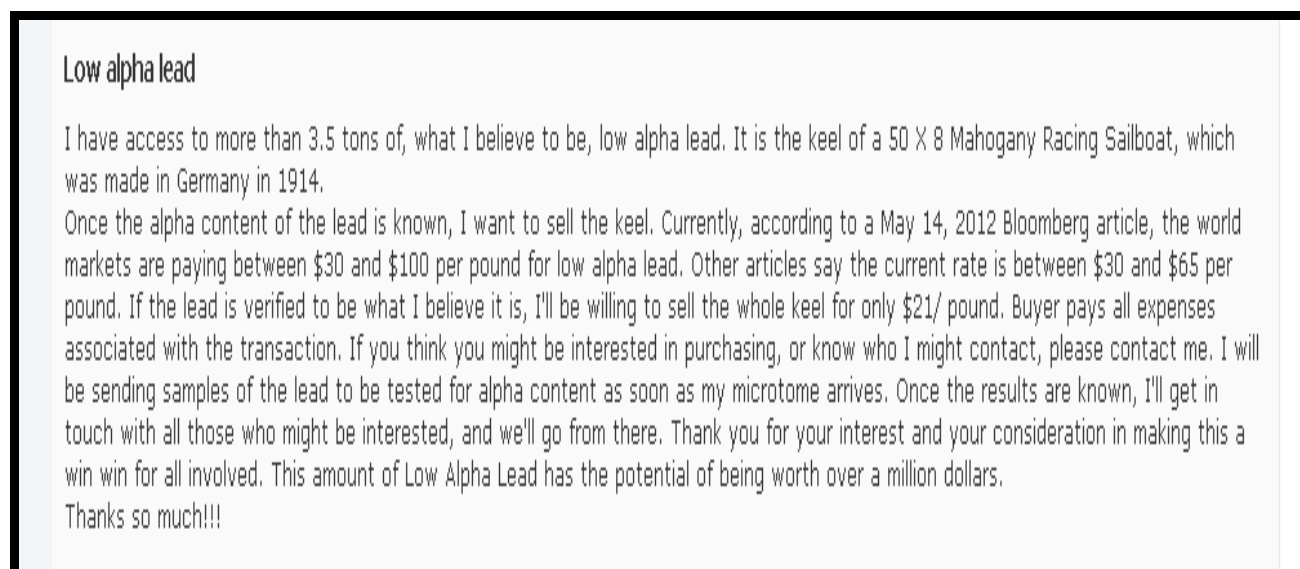 Low alpha lead
I have access to more than 3.5 tons of, what I believe to be, low alpha lead. It is the keel of a 50 X 8 Mahogany Racing Sailboat, which
was made in Germany in 1914.
Once the alpha content of the lead is known, I want to sell the keel. Currently, according to a May 14, 2012 Bloomberg article, the world
markets are paying between $30 and $100 per pound for low alpha lead. Other articles say the current rate is between $30 and $65 per
pound. If the lead is verified to be what I believe it is, I'll be willing to sell the whole keel for only $21/ pound. Buyer pays all expenses
associated with the transaction. If you think you might be interested in purchasing, or know who I might contact, please contact me. I will
be sending samples of the lead to be tested for alpha content as soon as my microtome arrives. Once the results are known, I'll get in
touch with all those who might be interested, and we'll go from there. Thank you for your interest and your consideration in making this a
win win for all involved. This amount of Low Alpha Lead has the potential of being worth over a million dollars.
Thanks so much!!!